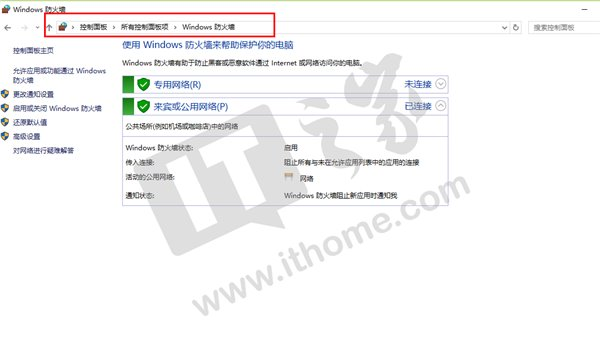 Windows 防火墙
控制面板 > 所有控制面板项 > Windows 防火墙
搜索控制面板
控制面板主页
允许应用或功能通过 Windows
防火墙
更改通知设置
启用或关闭 Windows 防火墙
还原默认值
高级设置
对网络进行疑难解答
使用 Windows 防火墙来帮助保护你的电脑
Windows 防火墙有助于防止黑客或恶意软件通过 Internet 或网络访问你的电脑。
专用网络(R) 未连接
来宾或公用网络(P) 已连接
公共场所(例如机场或咖啡店)中的网络
Windows 防火墙状态: 启用
传入连接: 阻止所有与未在允许应用列表中的应用的连接
活动的公用网络: 网络
通知状态: Windows 防火墙阻止新应用时通知我
IT之家
www.ithome.com